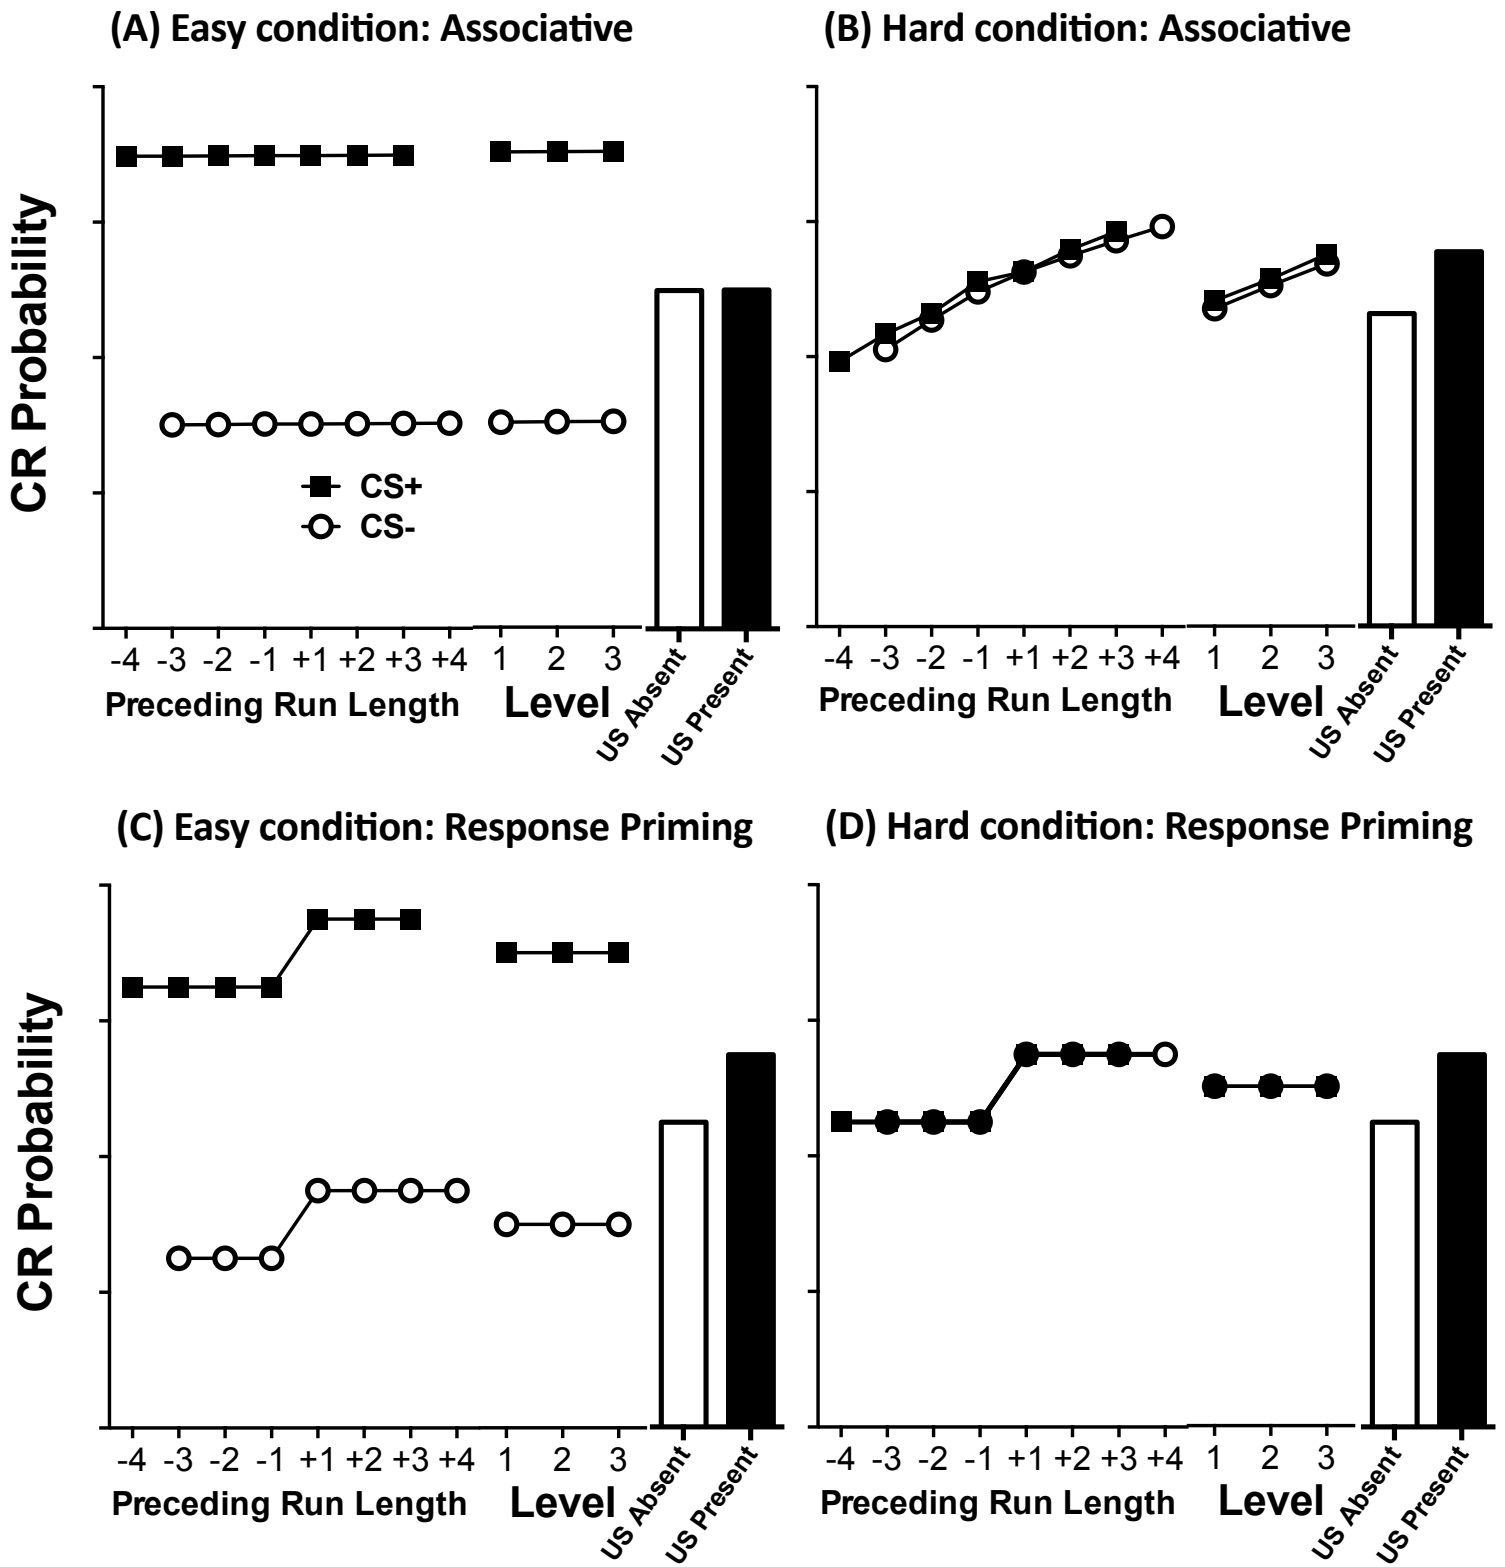 (A) Easy condition: Associative
(B) Hard condition: Associative
CR Probability
CS+
CS-
-4 -3 -2 -1 +1 +2 +3 +4 1 2 3
Preceding Run Length Level
US Absent
US Present
-4 -3 -2 -1 +1 +2 +3 +4 1 2 3
Preceding Run Length Level
US Absent
US Present
(C) Easy condition: Response Priming
(D) Hard condition: Response Priming
CR Probability
-4 -3 -2 -1 +1 +2 +3 +4 1 2 3
Preceding Run Length Level
US Absent
US Present
-4 -3 -2 -1 +1 +2 +3 +4 1 2 3
Preceding Run Length Level
US Absent
US Present